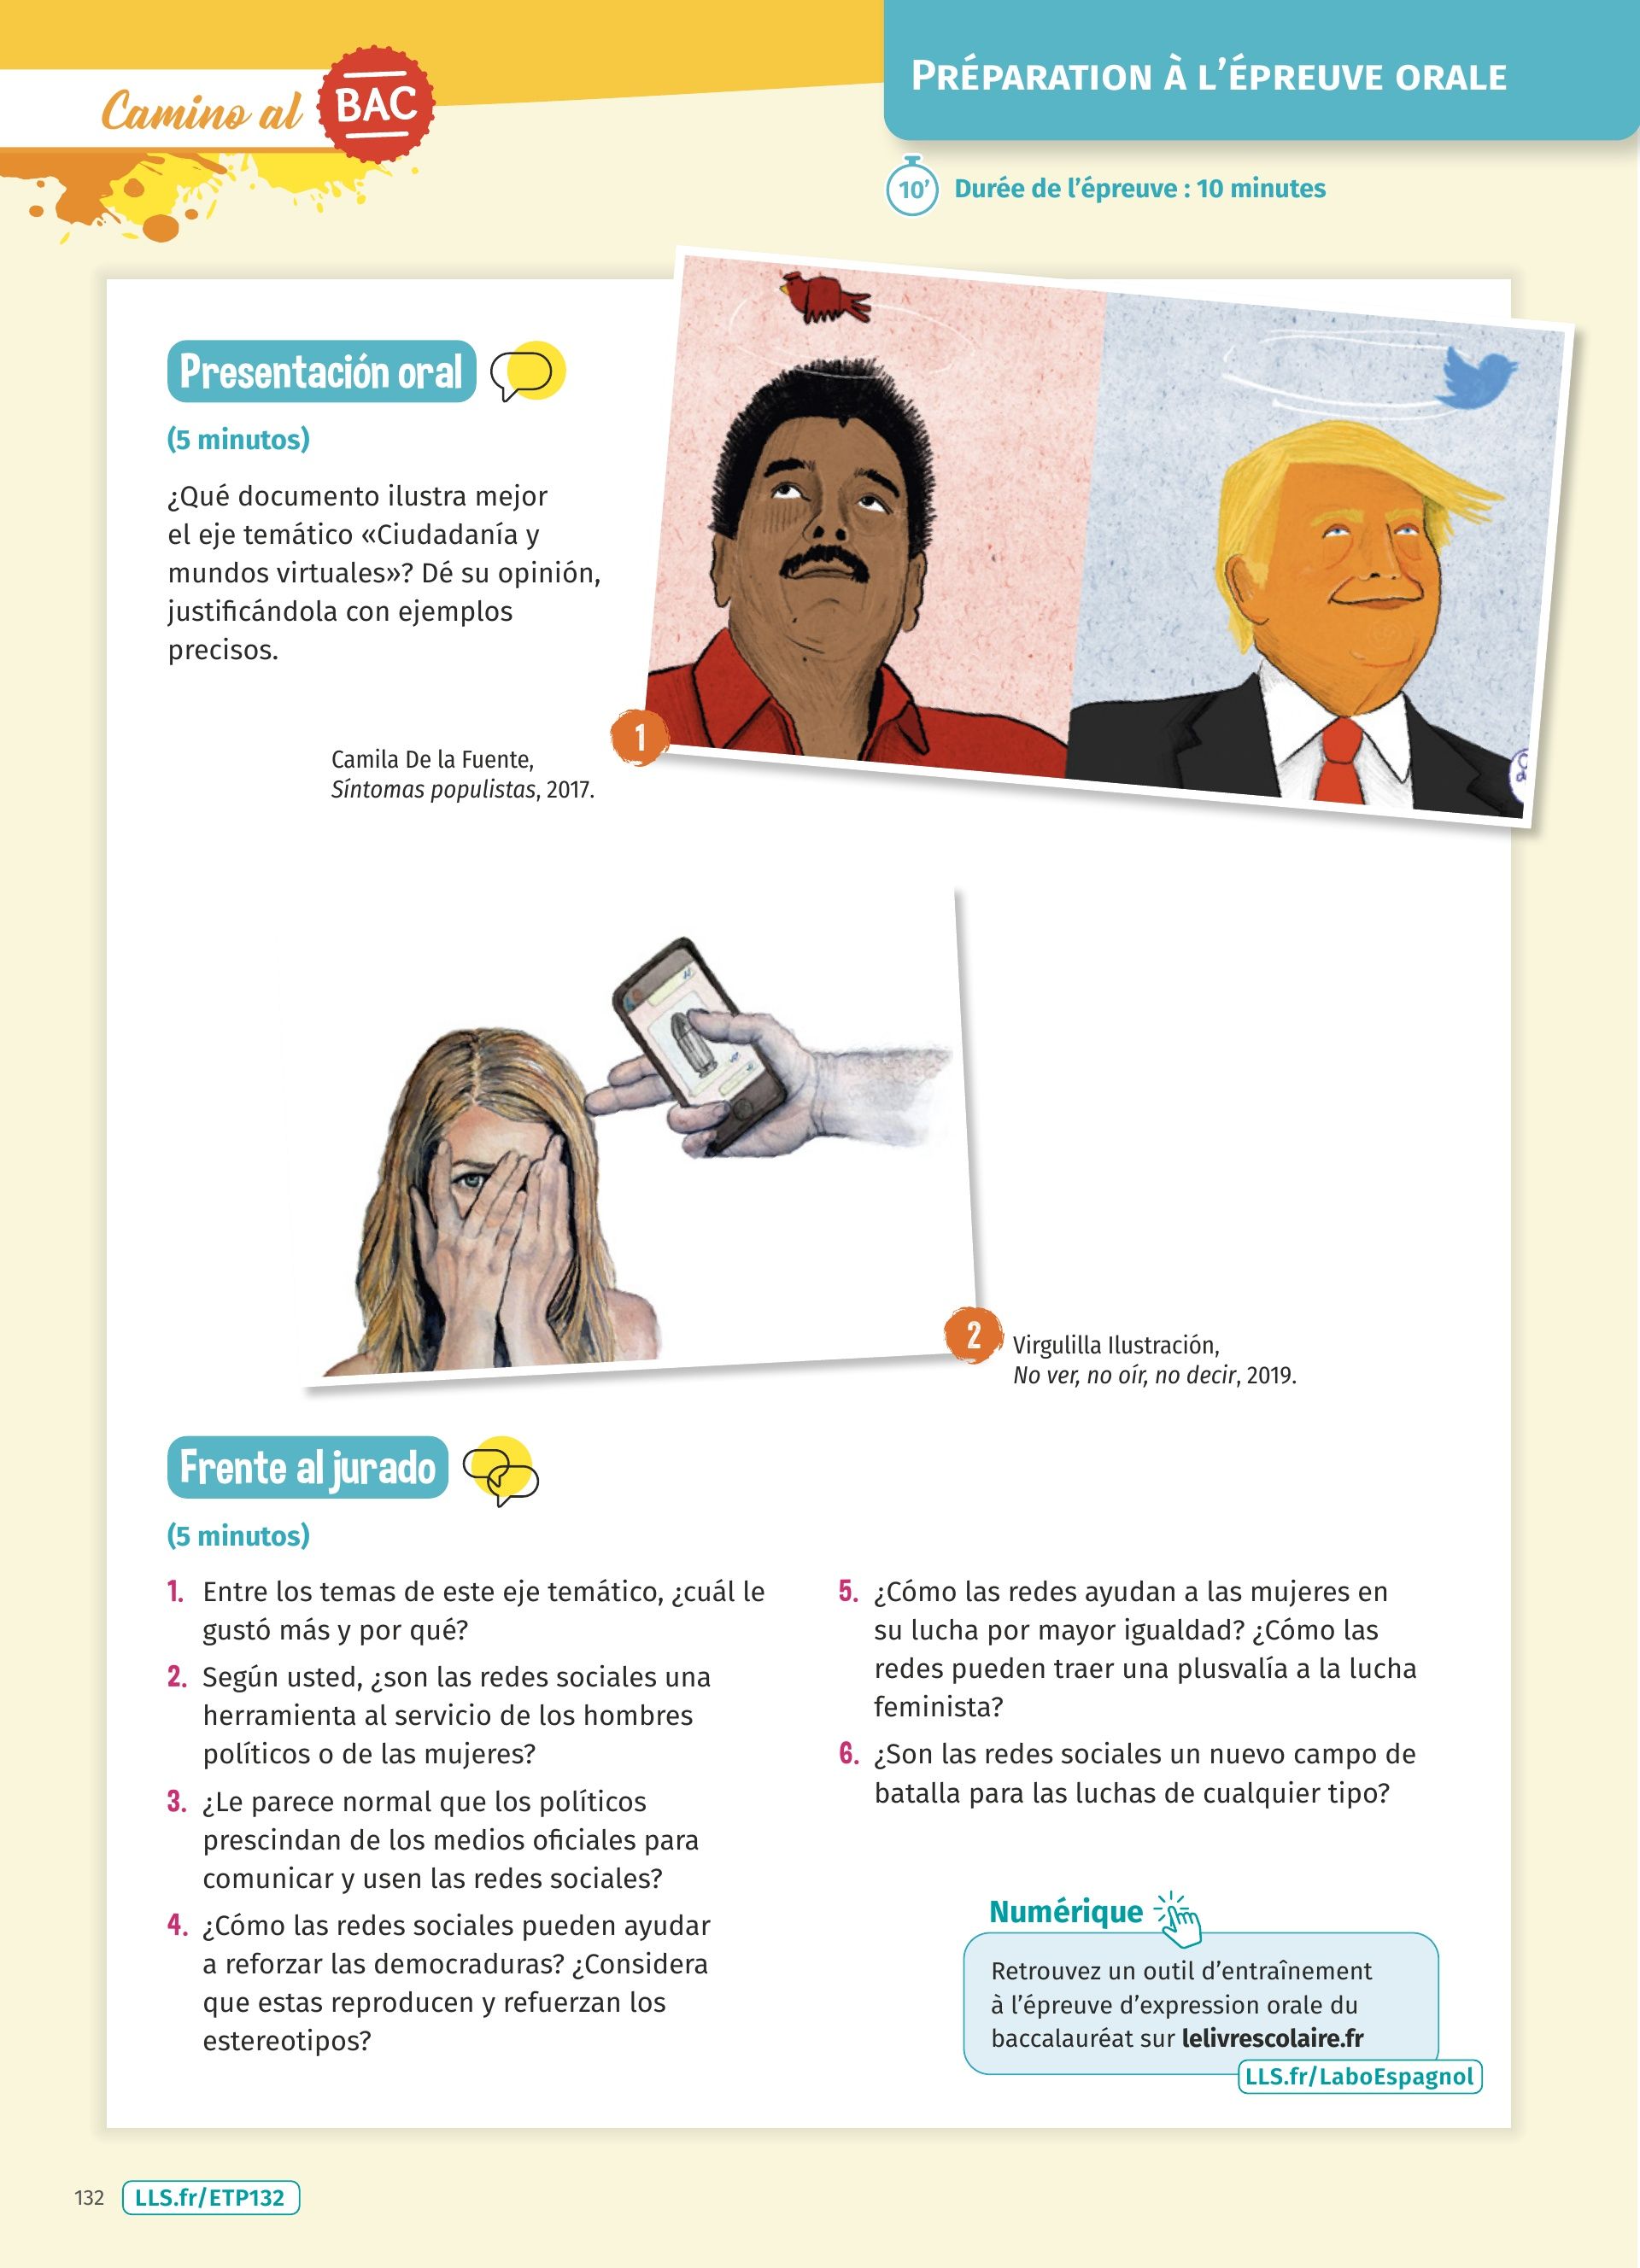 Camino al BAC
PRÉPARATION À L'ÉPREUVE ORALE
10' Durée de l'épreuve : 10 minutes
Presentación oral
(5 minutos)
¿Qué documento ilustra mejor
el eje temático «Ciudadanía y
mundos virtuales»? Dé su opinión,
justificándola con ejemplos
precisos.
1
Camila De la Fuente,
Síntomas populistas, 2017.
2
Virgulilla Ilustración,
No ver, no oír, no decir, 2019.
Frente al jurado
(5 minutos)
1. Entre los temas de este eje temático, ¿cuál le
gustó más y por qué?
2. Según usted, ¿son las redes sociales una
herramienta al servicio de los hombres
políticos o de las mujeres?
3. ¿Le parece normal que los políticos
prescindan de los medios oficiales para
comunicar y usen las redes sociales?
4. ¿Cómo las redes sociales pueden ayudar
a reforzar las democraduras? ¿Considera
que estas reproducen y refuerzan los
estereotipos?
5. ¿Cómo las redes ayudan a las mujeres en
su lucha por mayor igualdad? ¿Cómo las
redes pueden traer una plusvalía a la lucha
feminista?
6. ¿Son las redes sociales un nuevo campo de
batalla para las luchas de cualquier tipo?
Numérique
Retrouvez un outil d'entraînement
à l'épreuve d'expression orale du
baccalauréat sur lelivrescolaire.fr
LLS.fr/LaboEspagnol
132 LLS.fr/ETP132